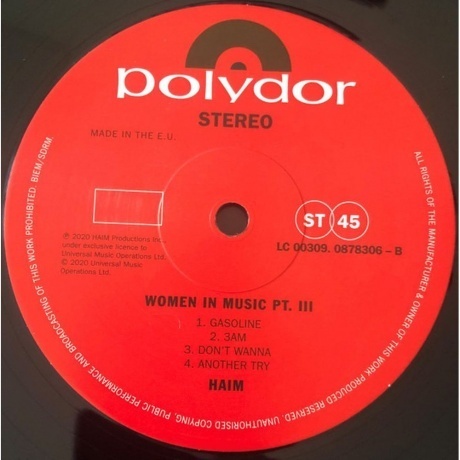 polydor
STEREO
MADE IN THE E.U.
ST 45
LC 00309. 0878306 - B
℗ 2020 HAIM Productions Inc.
under exclusive licence to
Universal Music Operations Ltd.
© 2020 Universal Music
Operations Ltd.
WOMEN IN MUSIC PT. III
1. GASOLINE
2. 3AM
3. DON'T WANNA
4. ANOTHER TRY
HAIM
ALL RIGHTS OF THE MANUFACTURER & OWNER OF THIS WORK PRODUCED RESERVED. UNAUTHORISED COPYING, PUBLIC PERFORMANCE AND BROADCASTING OF THIS WORK PROHIBITED. BIEM/SDRM.